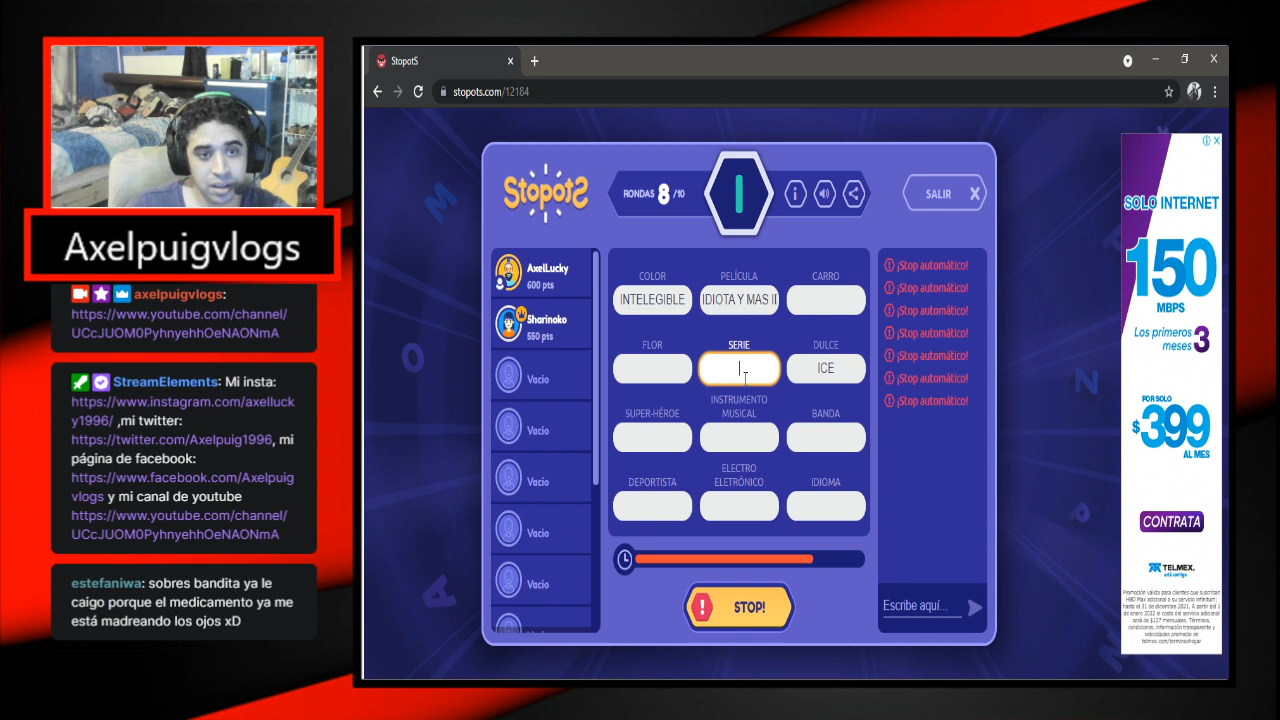 StopotS
stopots.com/12184
Axelpuigvlogs
axelpuigvlogs:
https://www.youtube.com/channel/
UCcJUOM0PyhnyehhOeNAONmA
StreamElements: Mi insta:
https://www.instagram.com/axelluck
y1996/ ,mi twitter:
https://twitter.com/Axelpuig1996, mi
página de facebook:
https://www.facebook.com/Axelpuig
vlogs y mi canal de youtube
https://www.youtube.com/channel/
UCcJUOM0PyhnyehhOeNAONmA
estefaniwa: sobres bandita ya le
caigo porque el medicamento ya me
está madreando los ojos xD
StopotS
RONDAS 8 /10
I
SALIR X
AxelLucky
600 pts
Sharinoko
550 pts
Vacio
Vacio
Vacio
Vacio
Vacio
COLOR PELÍCULA CARRO
INTELEGIBLE IDIOTA Y MAS II
FLOR SERIE DULCE
ICE
SUPER-HÉROE INSTRUMENTO MUSICAL BANDA
DEPORTISTA ELECTRO ELETRÓNICO IDIOMA
STOP!
¡Stop automático!
¡Stop automático!
¡Stop automático!
¡Stop automático!
¡Stop automático!
¡Stop automático!
¡Stop automático!
Escribe aquí...
SOLO INTERNET
150
MBPS
Los primeros
meses 3
POR SOLO
$399
AL MES
CONTRATA
TELMEX.